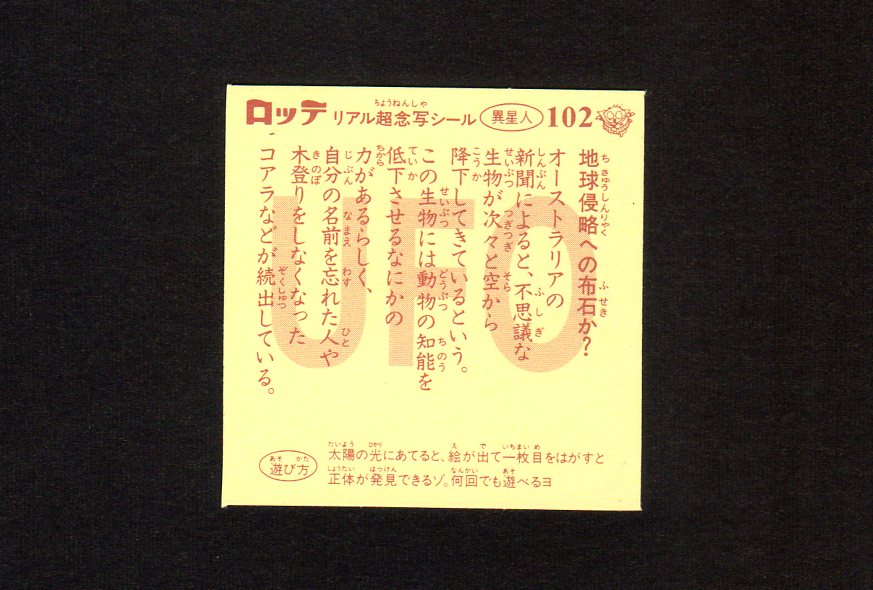 ロッテ リアル超念写シール 異星人 102
地球侵略への布石か?
オーストラリアの
新聞によると、不思議な
生物が次々と空から
降下してきているという。
この生物には動物の知能を
低下させるなにかの
力があるらしく、
自分の名前を忘れた人や
木登りをしなくなった
コアラなどが続出している。
UFO
遊び方 太陽の光にあてると、絵が出て一枚目をはがすと
正体が発見できるゾ。何回でも遊べるヨ